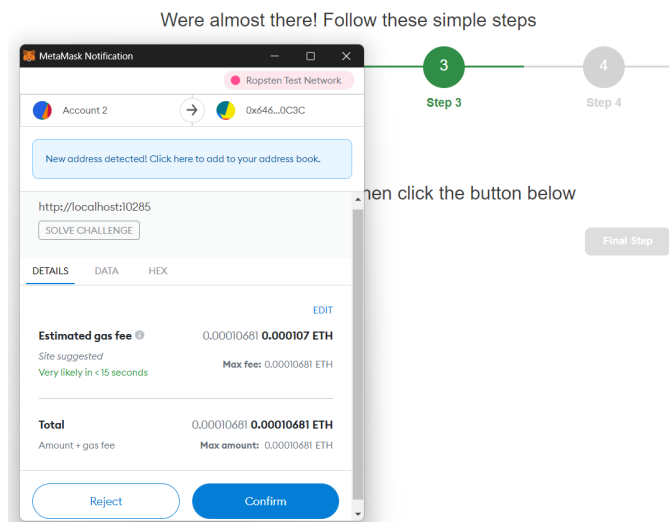 Were almost there! Follow these simple steps
MetaMask Notification
Ropsten Test Network
3
4
Step 3
Step 4
Account 2
0x646...0C3C
New address detected! Click here to add to your address book.
hen click the button below
http://localhost:10285
SOLVE CHALLENGE
Final Step
DETAILS DATA HEX
EDIT
Estimated gas fee 0.00010681 0.000107 ETH
Site suggested
Max fee: 0.00010681 ETH
Very likely in < 15 seconds
Total 0.00010681 0.00010681 ETH
Amount + gas fee Max amount: 0.00010681 ETH
Reject Confirm